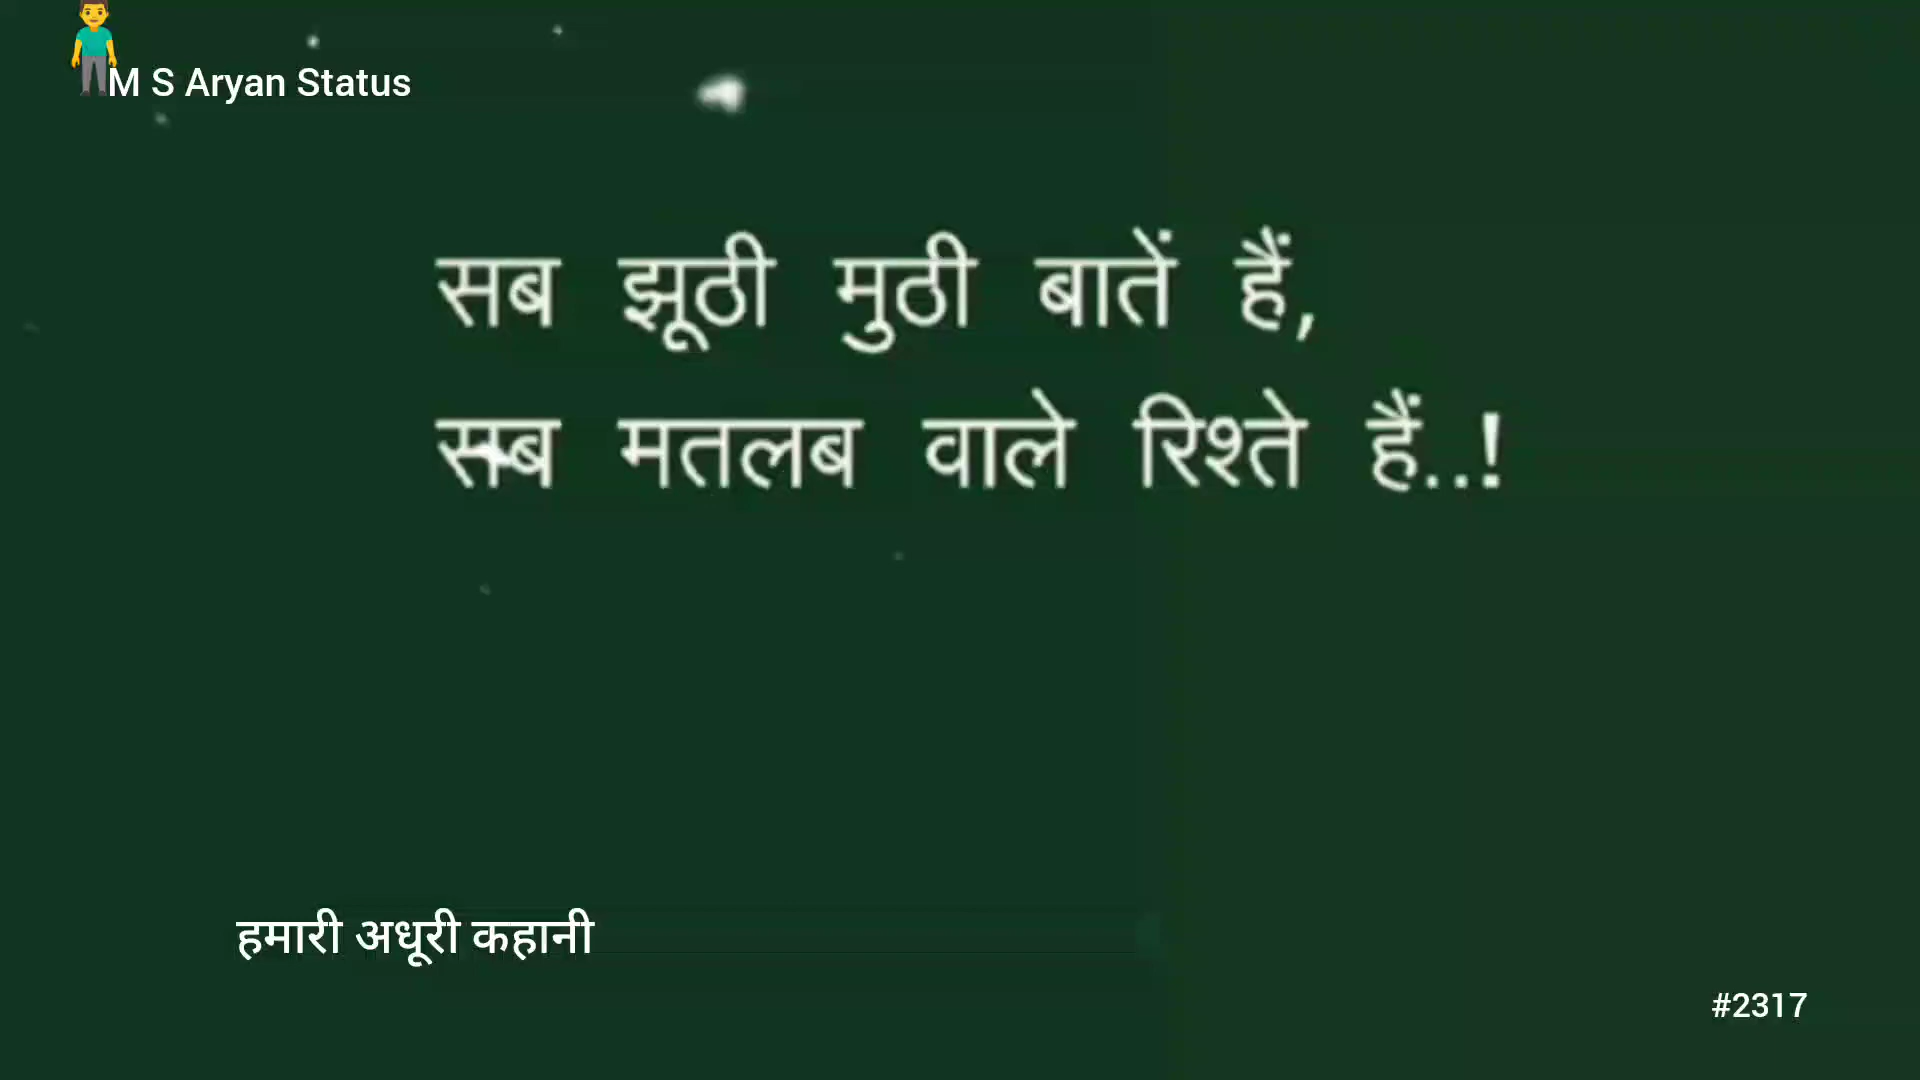 M S Aryan Status
सब झूठी मुठी बातें हैं,
सब मतलब वाले रिश्ते हैं..!
हमारी अधूरी कहानी
#2317